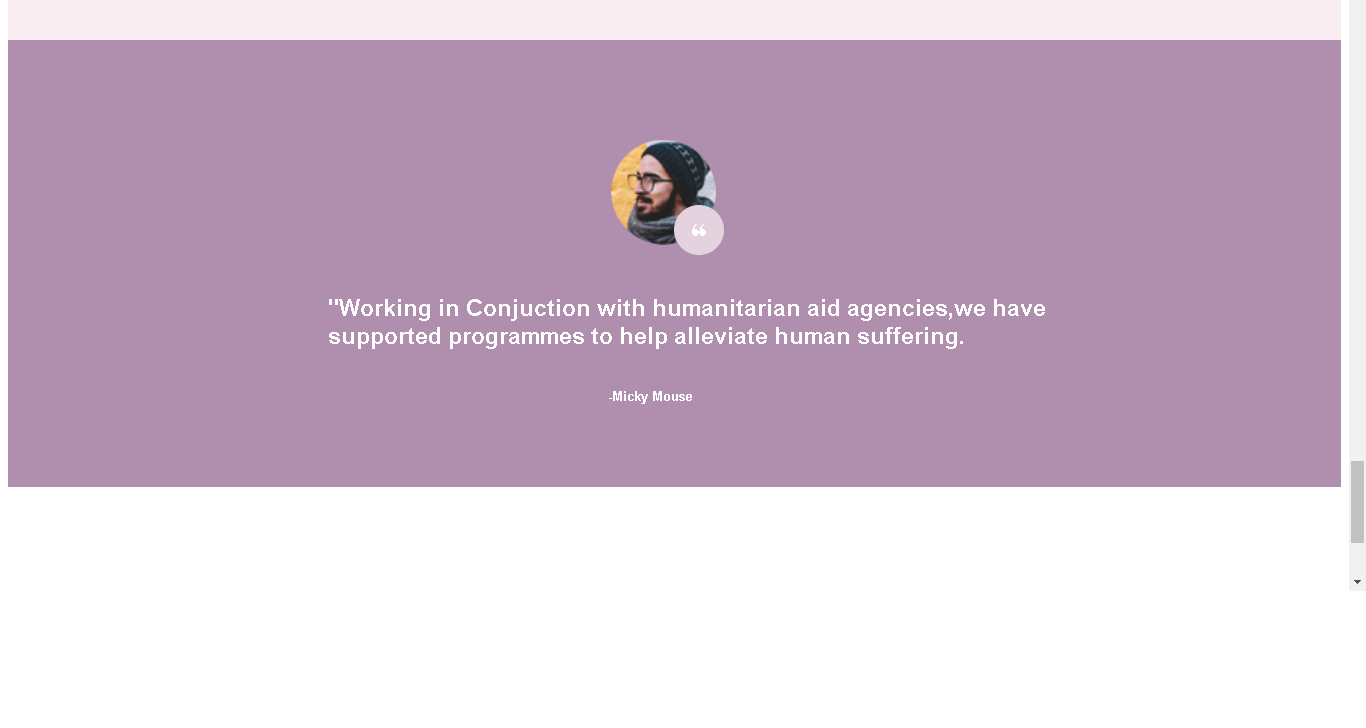 ❝
"Working in Conjuction with humanitarian aid agencies,we have
supported programmes to help alleviate human suffering.
-Micky Mouse